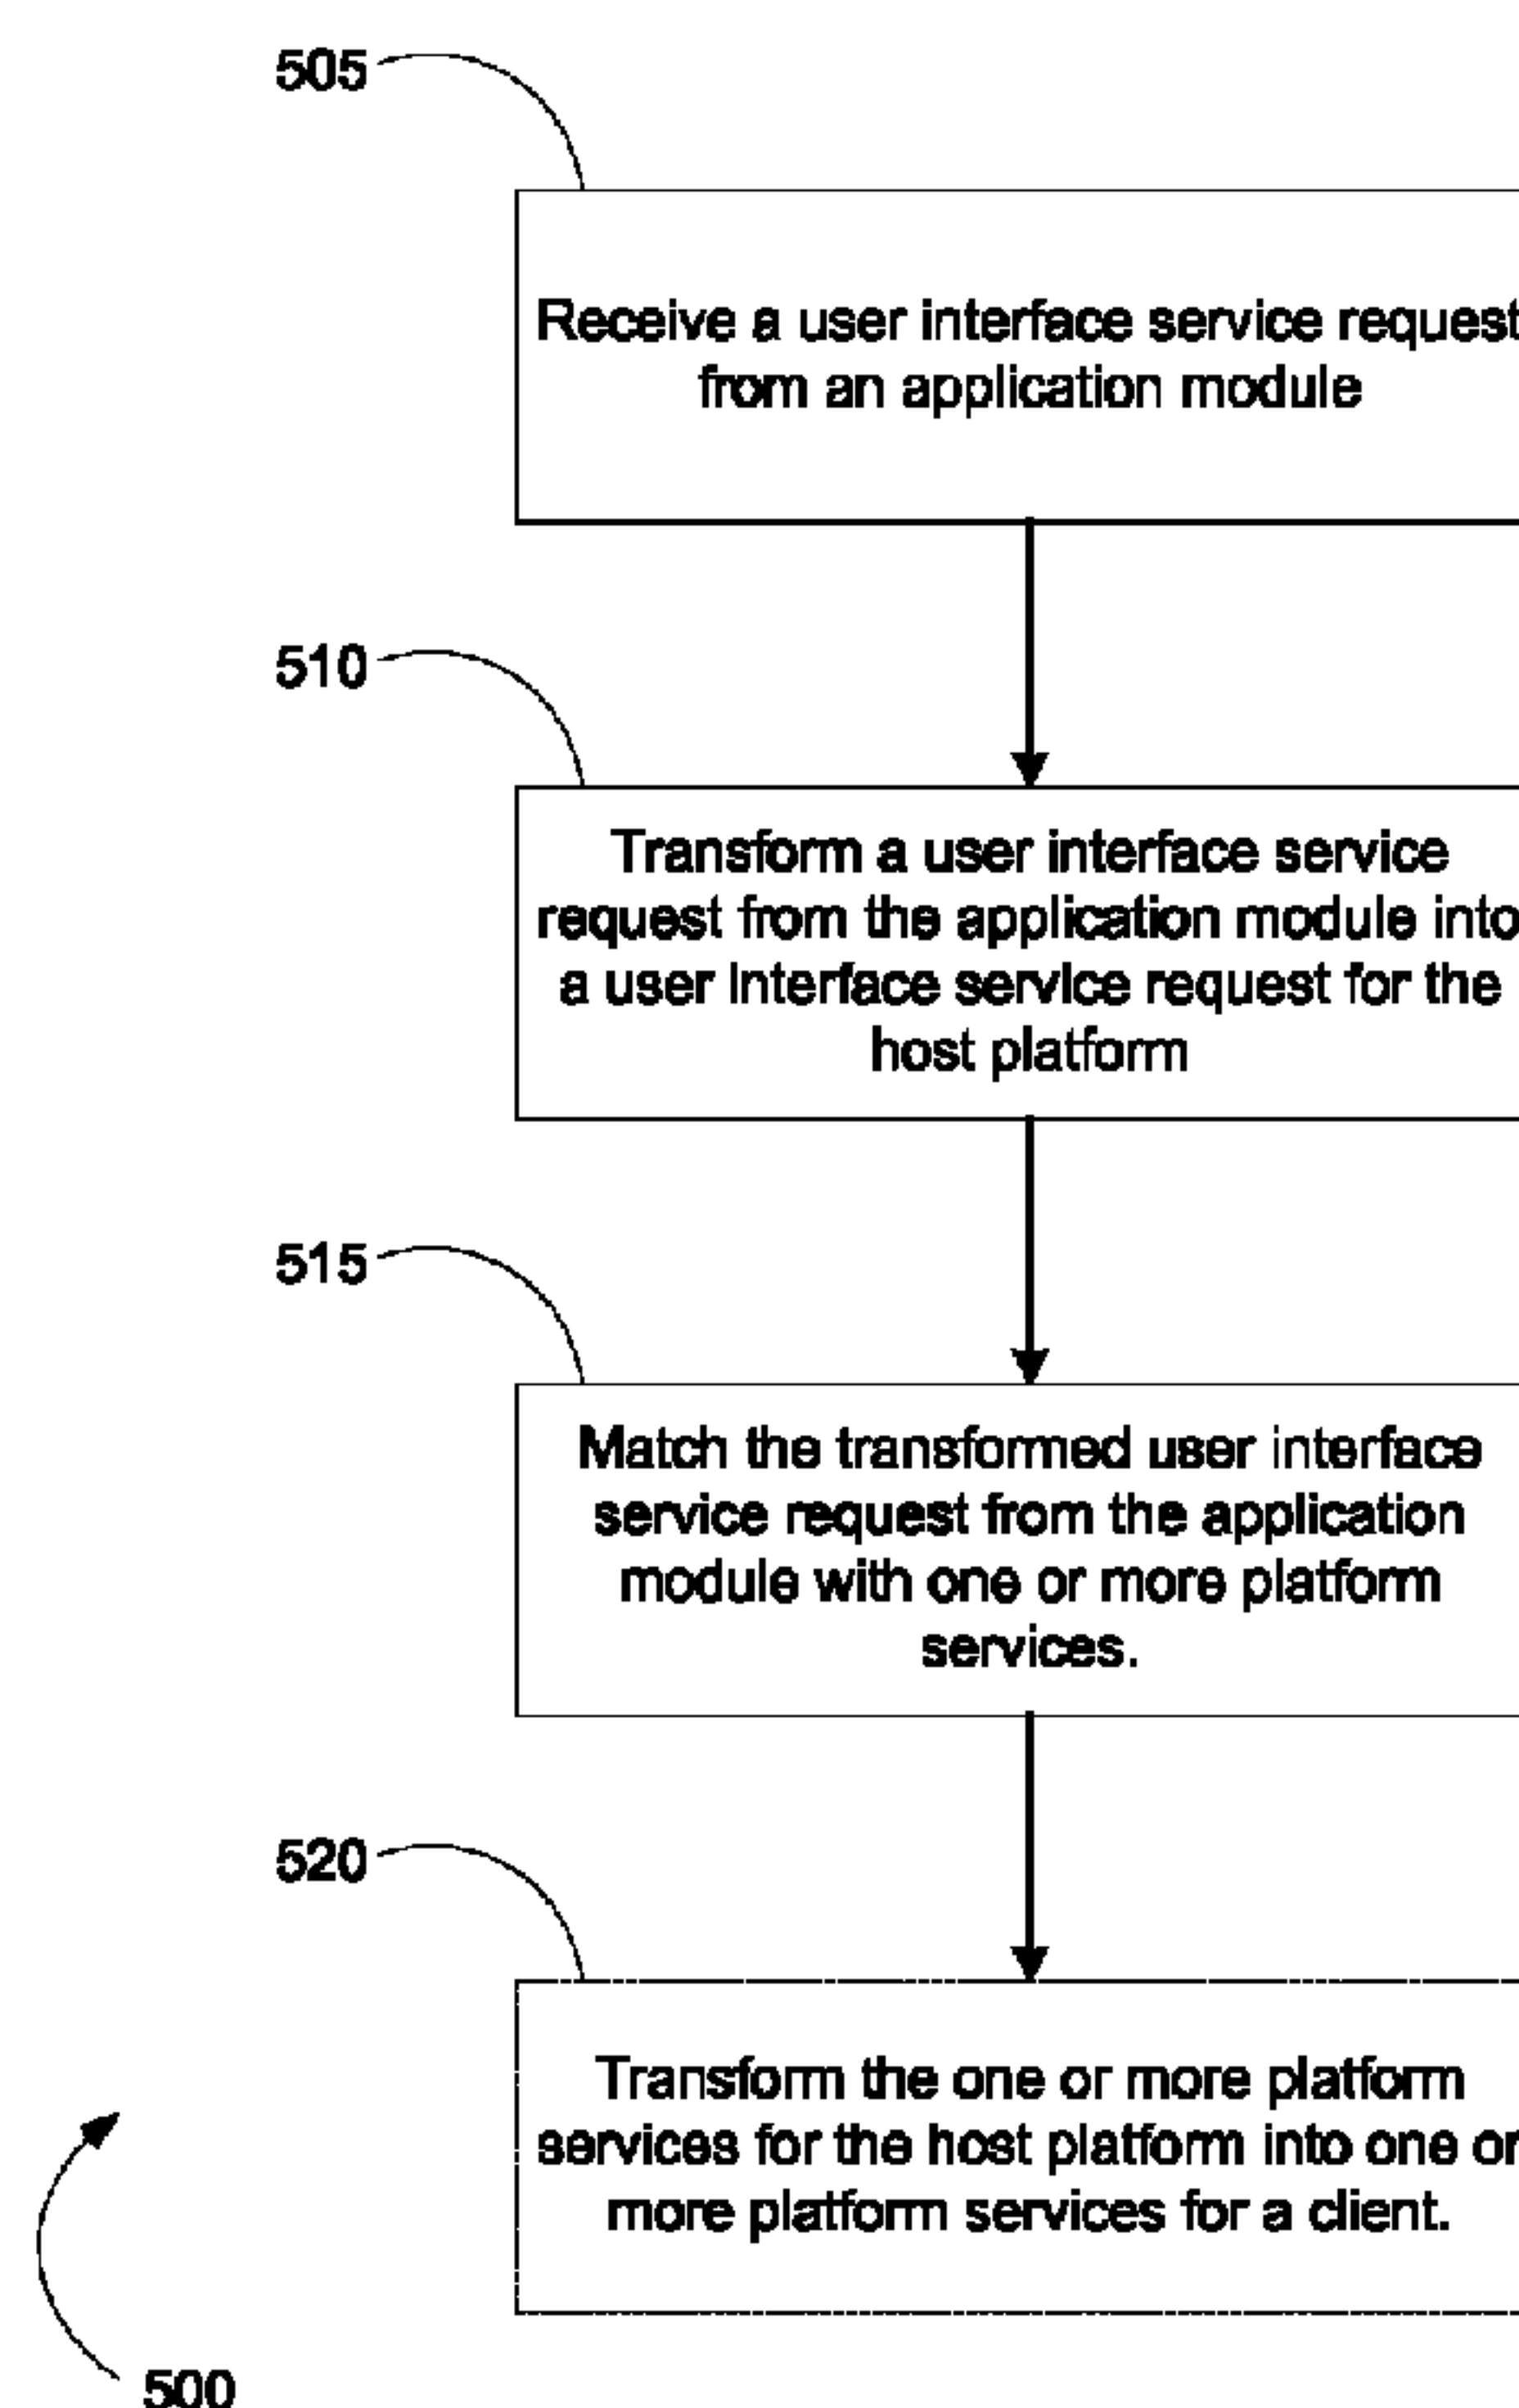 505
Receive a user interface service request
from an application module
510
Transform a user interface service
request from the application module into
a user interface service request for the
host platform
515
Match the transformed user interface
service request from the application
module with one or more platform
services.
520
Transform the one or more platform
services for the host platform into one or
more platform services for a client.
500